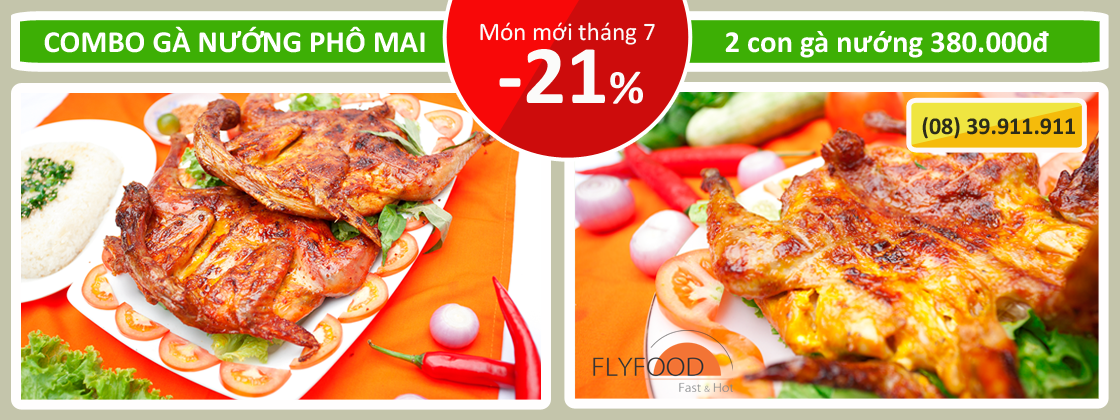 COMBO GÀ NƯỚNG PHÔ MAI
Món mới tháng 7
-21%
2 con gà nướng 380.000đ
(08) 39.911.911
FLYFOOD
Fast & Hot